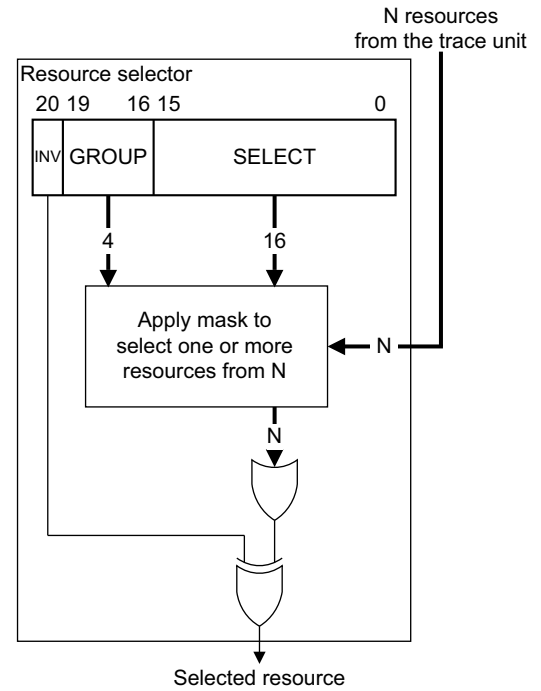 N resources
from the trace unit
Resource selector
20 19 16 15 0
INV GROUP SELECT
4 16
Apply mask to
select one or more
resources from N
N
N
Selected resource